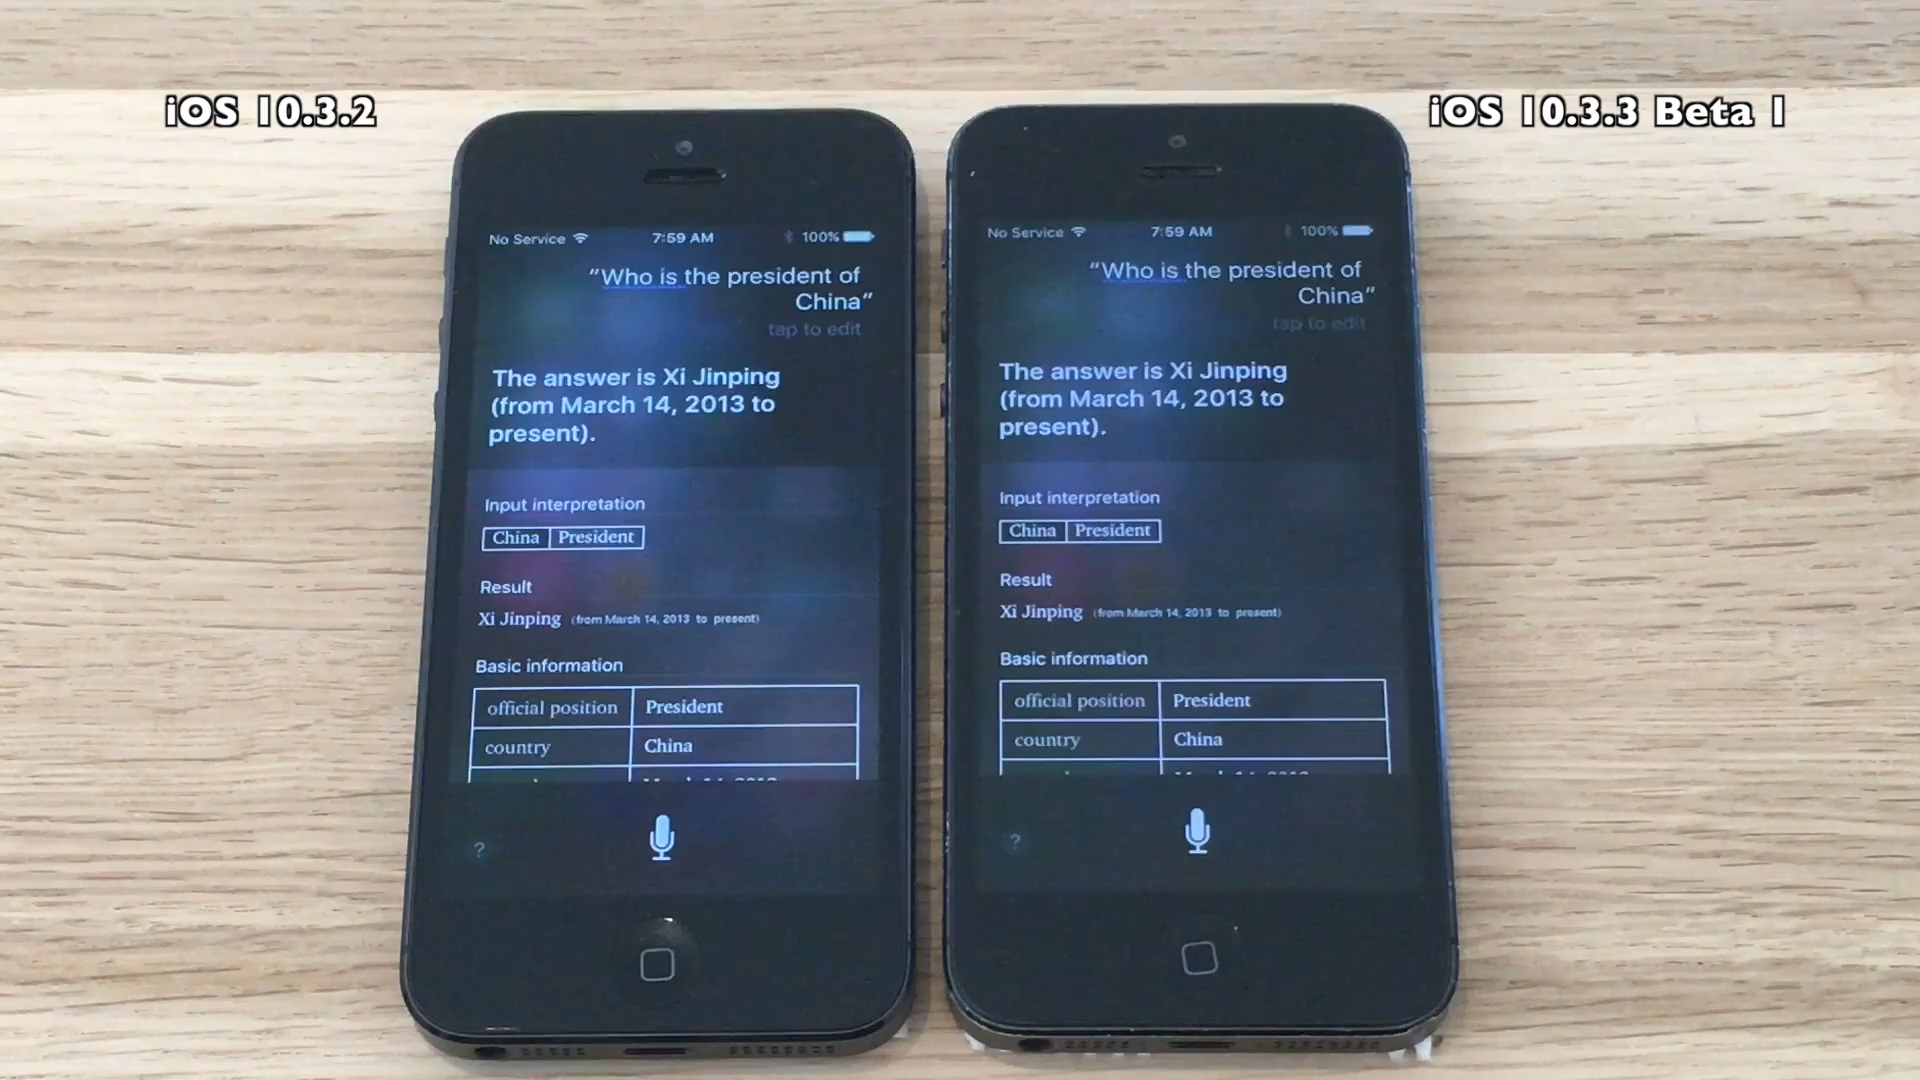 iOS 10.3.2
iOS 10.3.3 Beta 1
No Service 7:59 AM 100%
"Who is the president of
China"
tap to edit
The answer is Xi Jinping
(from March 14, 2013 to
present).
Input interpretation
China President
Result
Xi Jinping (from March 14, 2013 to present)
Basic information
official position President
country China
?
No Service 7:59 AM 100%
"Who is the president of
China"
tap to edit
The answer is Xi Jinping
(from March 14, 2013 to
present).
Input interpretation
China President
Result
Xi Jinping (from March 14, 2013 to present)
Basic information
official position President
country China
?